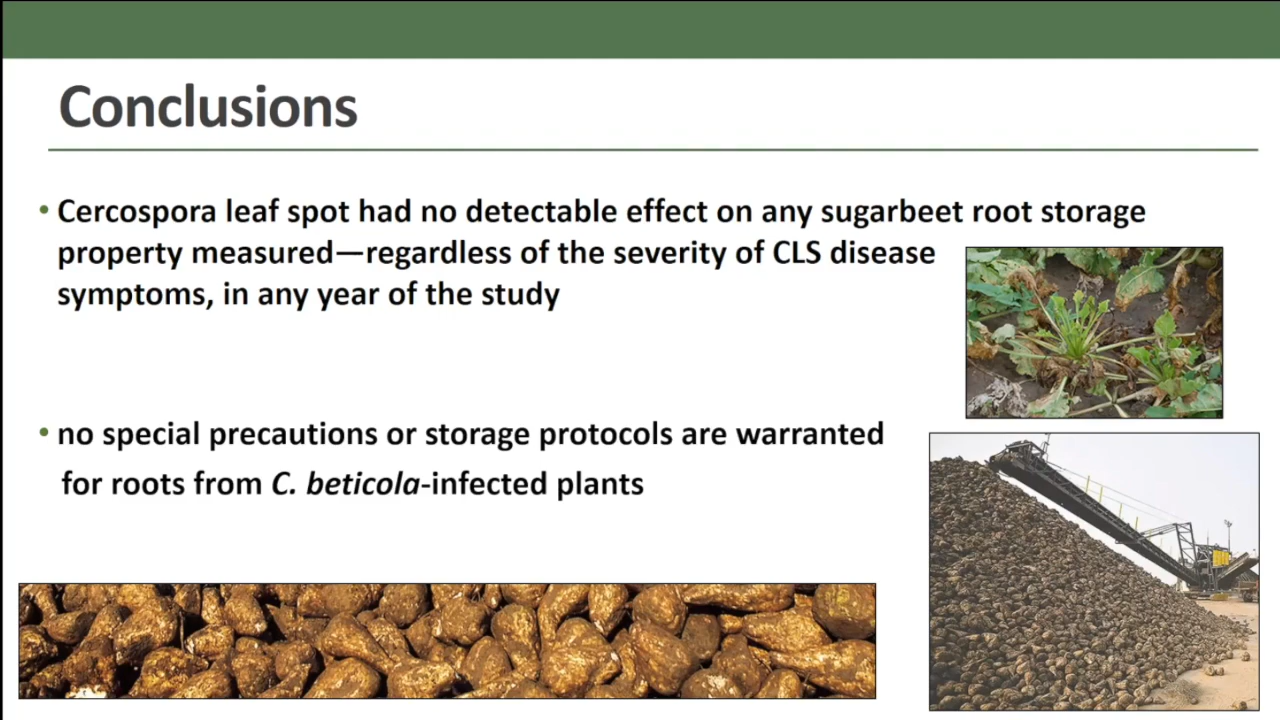 Conclusions
• Cercospora leaf spot had no detectable effect on any sugarbeet root storage
property measured—regardless of the severity of CLS disease
symptoms, in any year of the study
• no special precautions or storage protocols are warranted
for roots from C. beticola-infected plants